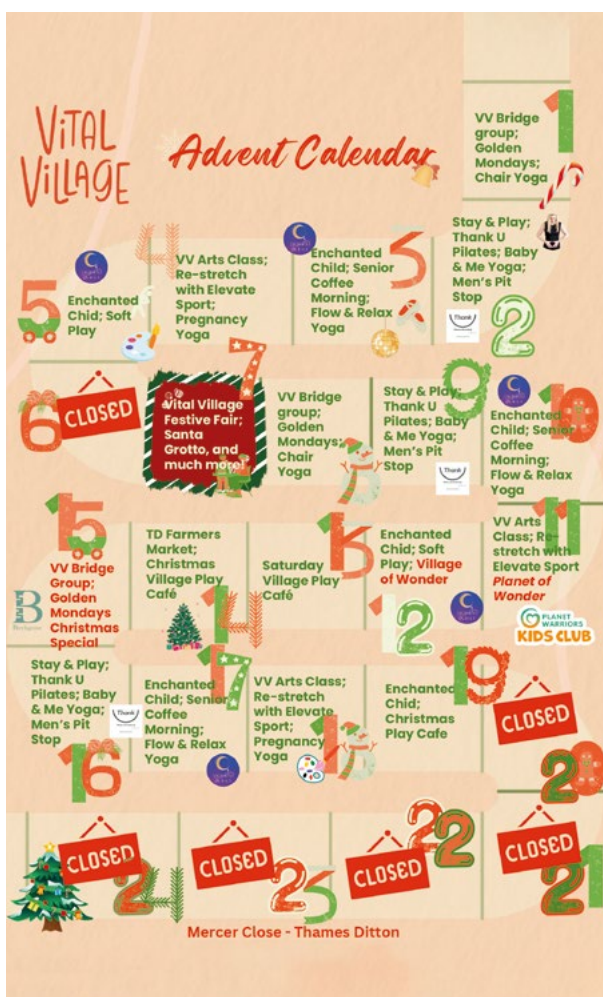 ViTAL
ViLLAGE
Advent Calendar
VV Bridge
group;
Golden
Mondays;
Chair Yoga
1
Stay & Play;
Thank U
Pilates; Baby
& Me Yoga;
Men's Pit
Stop
Thank
2
Enchanted
Child; Senior
Coffee
Morning;
Flow & Relax
Yoga
3
VV Arts Class;
Re-stretch
with Elevate
Sport;
Pregnancy
Yoga
4
Enchanted
Chid; Soft
Play
5
6
CLOSED
7
Vital Village
Festive Fair;
Santa
Grotto, and
much more!
VV Bridge
group;
Golden
Mondays;
Chair
Yoga
Stay & Play;
Thank U
Pilates; Baby
& Me Yoga;
Men's Pit
Stop
Thank
9
Enchanted
Child; Senior
Coffee
Morning;
Flow & Relax
Yoga
10
VV Arts
Class; Re-
stretch with
Elevate Sport
Planet of
Wonder
11
PLANET
WARRIORS
KIDS CLUB
Enchanted
Chid; Soft
Play; Village
of Wonder
12
Saturday
Village Play
Café
13
TD Farmers
Market;
Christmas
Village Play
Café
14
15
VV Bridge
Group;
Golden
Mondays
Christmas
Special
B
Stay & Play;
Thank U
Pilates; Baby
& Me Yoga;
Men's Pit
Stop
Thank
16
Enchanted
Child; Senior
Coffee
Morning;
Flow & Relax
Yoga
17
VV Arts Class;
Re-stretch
with Elevate
Sport;
Pregnancy
Yoga
1
Enchanted
Chid;
Christmas
Play Cafe
19
CLOSED
20
CLOSED
21
CLOSED
22
CLOSED
23
CLOSED
24
Mercer Close - Thames Ditton